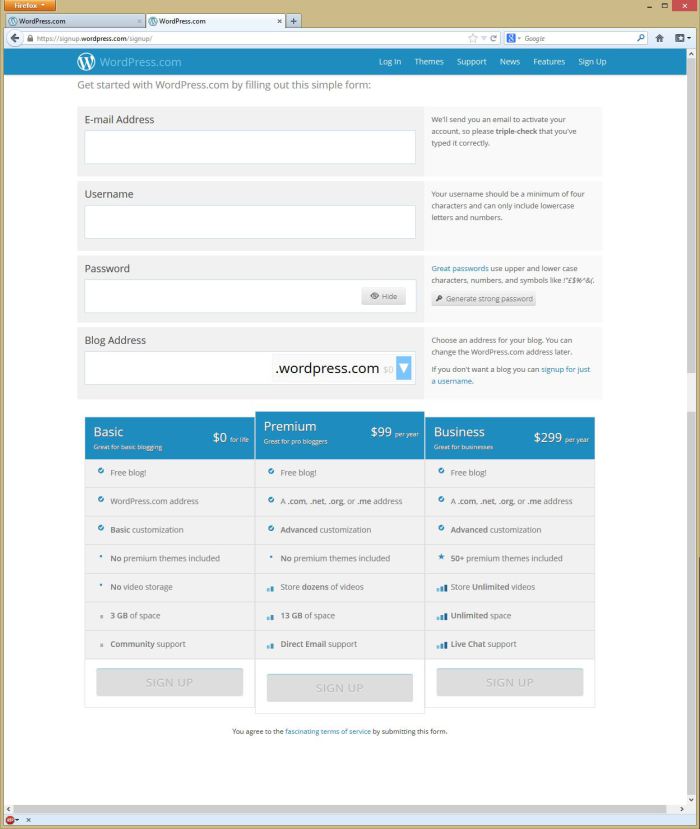 Firefox
WordPress.com
WordPress.com
https://signup.wordpress.com/signup/
Google
WordPress.com
Log In
Themes
Support
News
Features
Sign Up
Get started with WordPress.com by filling out this simple form:
E-mail Address
We'll send you an email to activate your
account, so please triple-check that you've
typed it correctly.
Username
Your username should be a minimum of four
characters and can only include lowercase
letters and numbers.
Password
Hide
Great passwords use upper and lower case
characters, numbers, and symbols like !"£$%^&(.
Generate strong password
Blog Address
.wordpress.com $0
Choose an address for your blog. You can
change the WordPress.com address later.
If you don't want a blog you can signup for just
a username.
Basic
Great for basic blogging
$0 for life
Free blog!
WordPress.com address
Basic customization
No premium themes included
No video storage
3 GB of space
Community support
SIGN UP
Premium
Great for pro bloggers
$99 per year
Free blog!
A .com, .net, .org, or .me address
Advanced customization
No premium themes included
Store dozens of videos
13 GB of space
Direct Email support
SIGN UP
Business
Great for businesses
$299 per year
Free blog!
A .com, .net, .org, or .me address
Advanced customization
50+ premium themes included
Store Unlimited videos
Unlimited space
Live Chat support
SIGN UP
You agree to the fascinating terms of service by submitting this form.